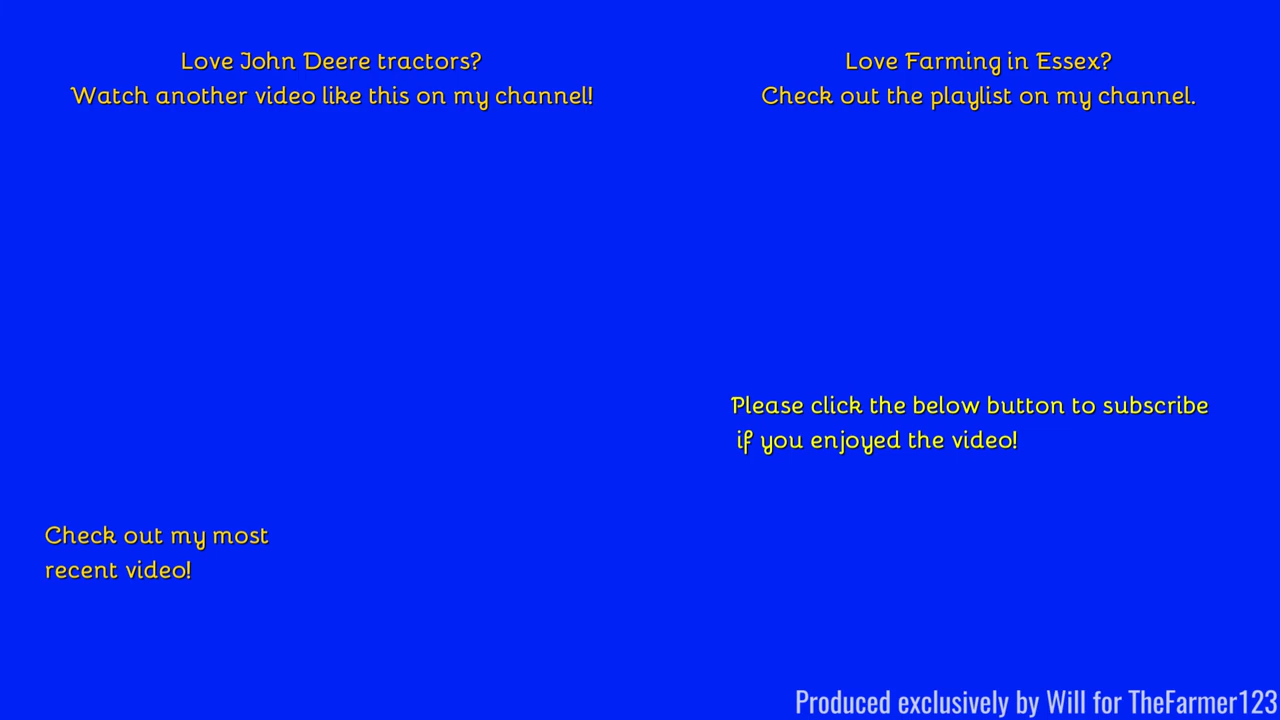 Love John Deere tractors?
Watch another video like this on my channel!
Love Farming in Essex?
Check out the playlist on my channel.
Please click the below button to subscribe
if you enjoyed the video!
Check out my most
recent video!
Produced exclusively by Will for TheFarmer123